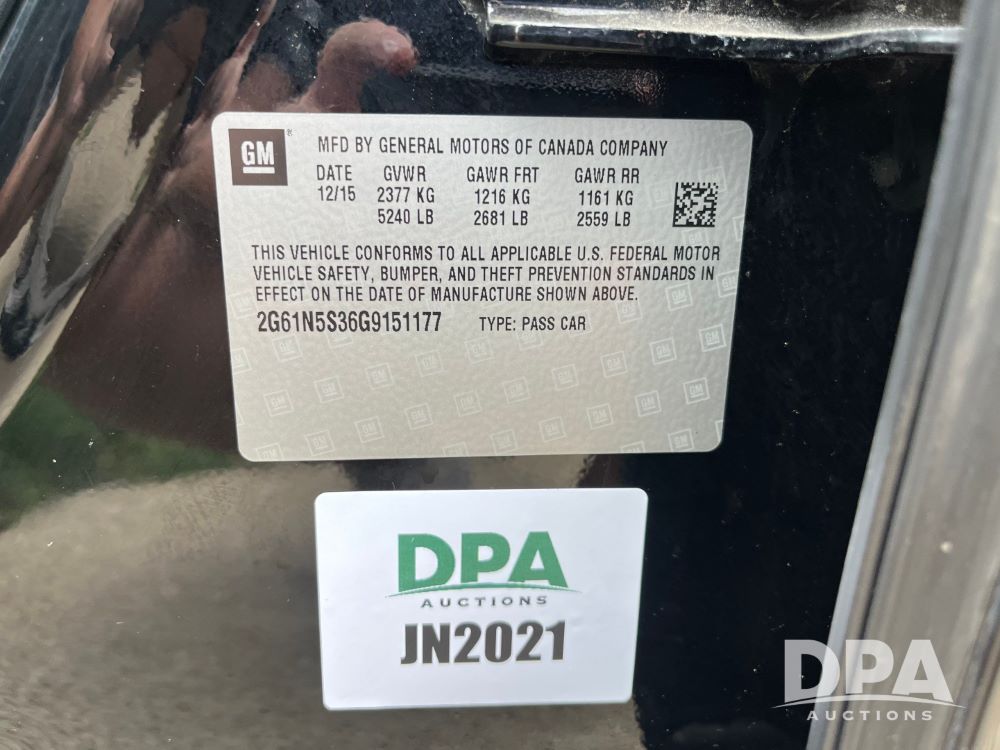 GM ® MFD BY GENERAL MOTORS OF CANADA COMPANY
DATE GVWR GAWR FRT GAWR RR
12/15 2377 KG 1216 KG 1161 KG
5240 LB 2681 LB 2559 LB
THIS VEHICLE CONFORMS TO ALL APPLICABLE U.S. FEDERAL MOTOR
VEHICLE SAFETY, BUMPER, AND THEFT PREVENTION STANDARDS IN
EFFECT ON THE DATE OF MANUFACTURE SHOWN ABOVE.
2G61N5S36G9151177 TYPE: PASS CAR
DPA
AUCTIONS
JN2021
DPA
AUCTIONS